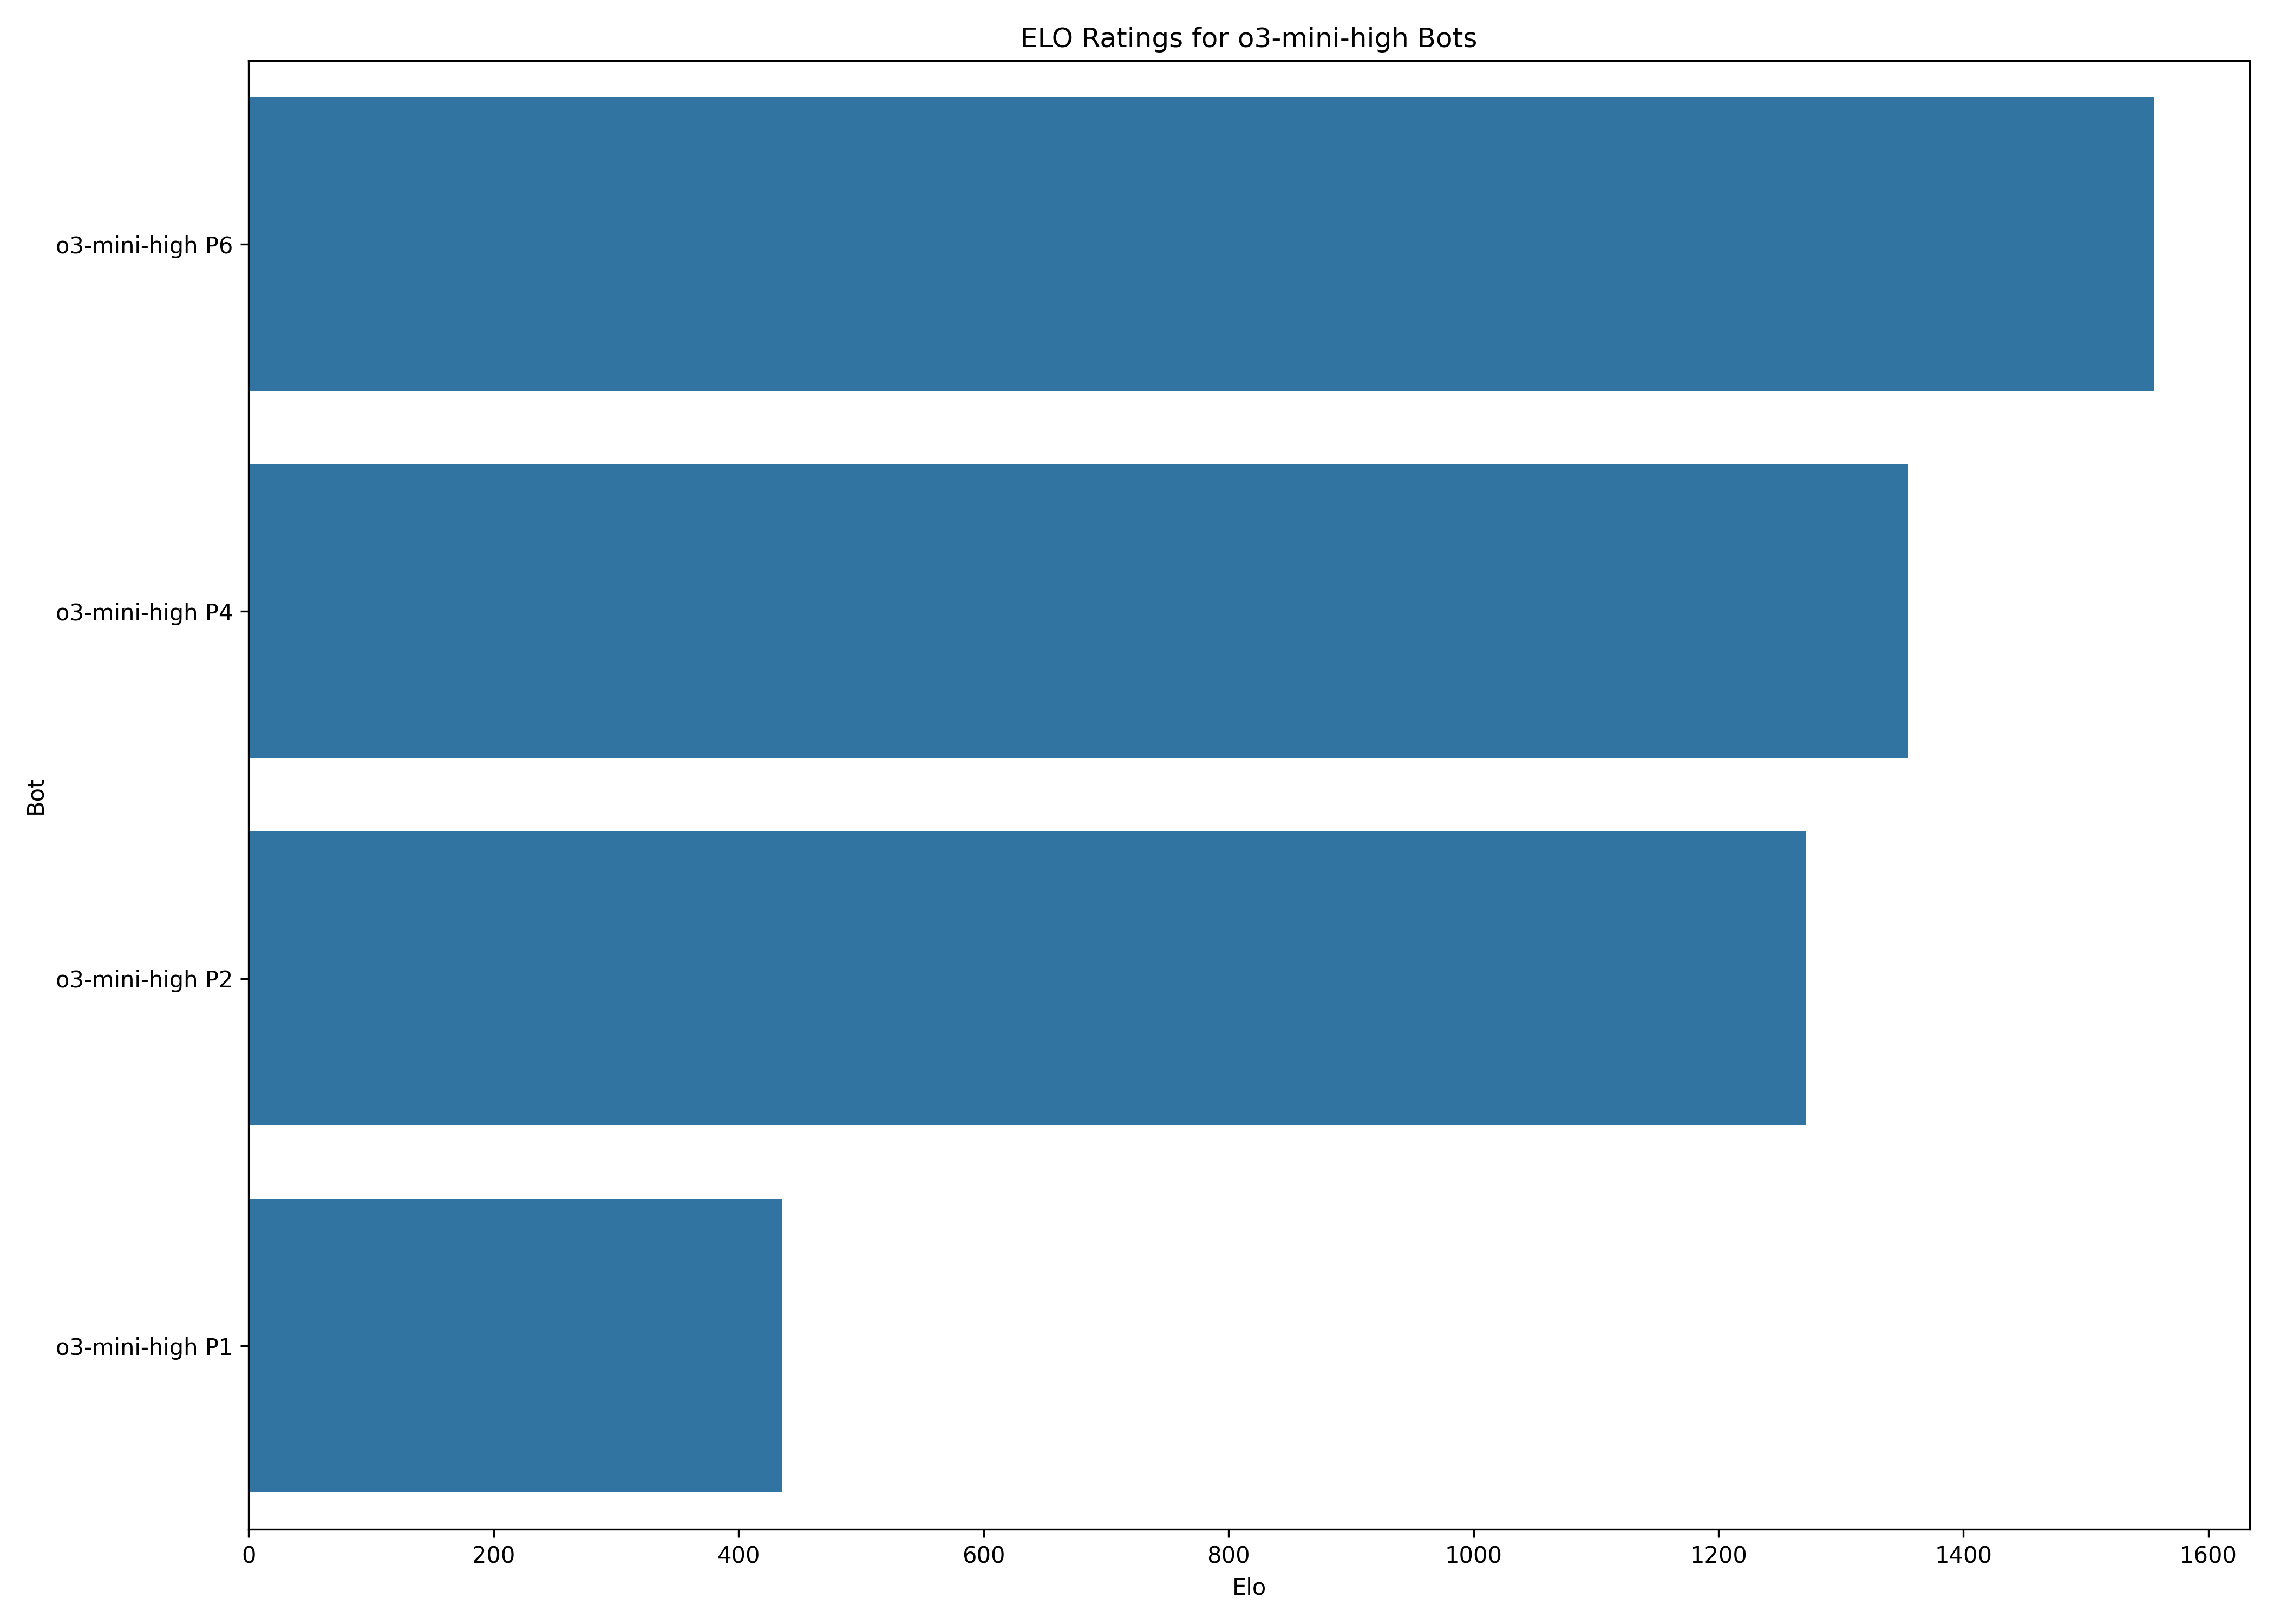 ELO Ratings for o3-mini-high Bots
o3-mini-high P6
o3-mini-high P4
Bot
o3-mini-high P2
o3-mini-high P1
0 200 400 600 800 1000 1200 1400 1600
Elo